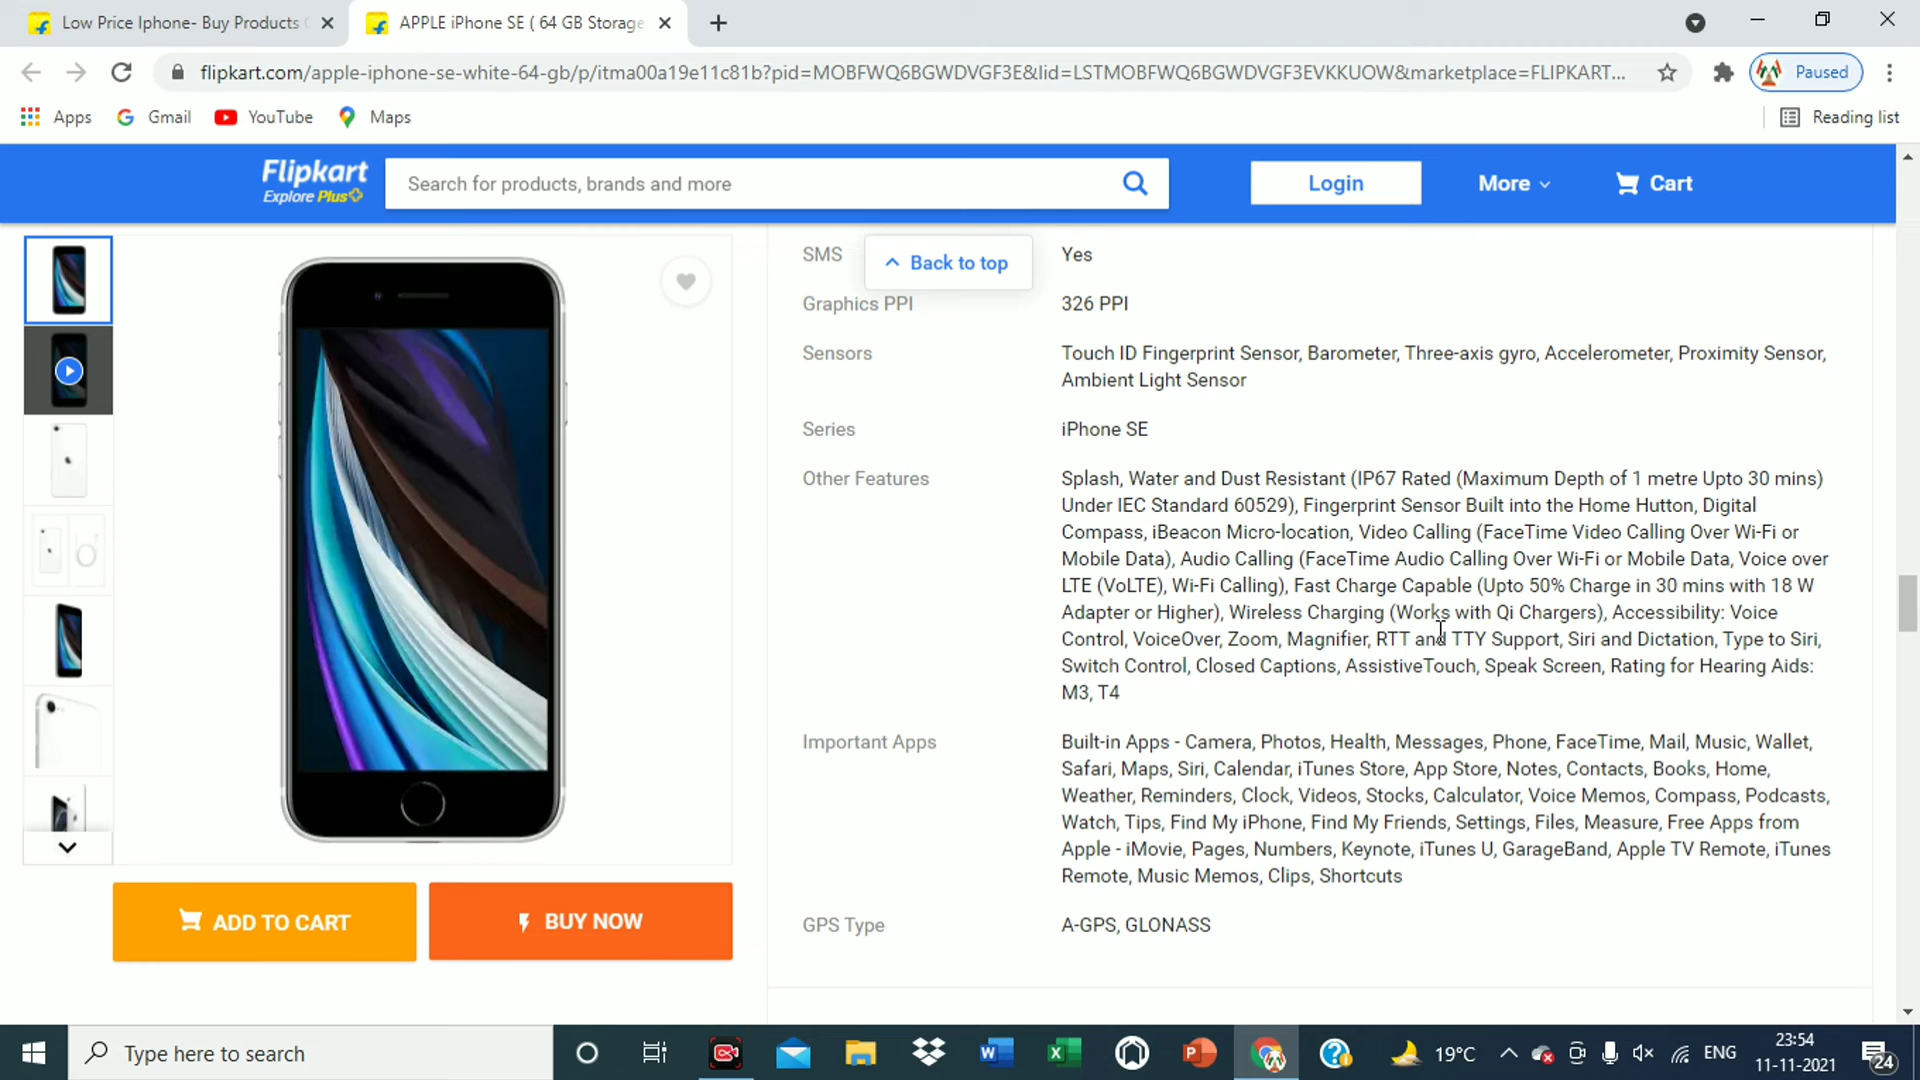 Low Price Iphone- Buy Products
APPLE iPhone SE ( 64 GB Storage
flipkart.com/apple-iphone-se-white-64-gb/p/itma00a19e11c81b?pid=MOBFWQ6BGWDVGF3E&lid=LSTMOBFWQ6BGWDVGF3EVKKUOW&marketplace=FLIPKART...
Paused
Apps
Gmail
YouTube
Maps
Reading list
Flipkart
Explore Plus
Search for products, brands and more
Login
More
Cart
SMS
Back to top
Yes
Graphics PPI
326 PPI
Sensors
Touch ID Fingerprint Sensor, Barometer, Three-axis gyro, Accelerometer, Proximity Sensor,
Ambient Light Sensor
Series
iPhone SE
Other Features
Splash, Water and Dust Resistant (IP67 Rated (Maximum Depth of 1 metre Upto 30 mins)
Under IEC Standard 60529), Fingerprint Sensor Built into the Home Hutton, Digital
Compass, iBeacon Micro-location, Video Calling (FaceTime Video Calling Over Wi-Fi or
Mobile Data), Audio Calling (FaceTime Audio Calling Over Wi-Fi or Mobile Data, Voice over
LTE (VoLTE), Wi-Fi Calling), Fast Charge Capable (Upto 50% Charge in 30 mins with 18 W
Adapter or Higher), Wireless Charging (Works with Qi Chargers), Accessibility: Voice
Control, VoiceOver, Zoom, Magnifier, RTT and TTY Support, Siri and Dictation, Type to Siri,
Switch Control, Closed Captions, AssistiveTouch, Speak Screen, Rating for Hearing Aids:
M3, T4
Important Apps
Built-in Apps - Camera, Photos, Health, Messages, Phone, FaceTime, Mail, Music, Wallet,
Safari, Maps, Siri, Calendar, iTunes Store, App Store, Notes, Contacts, Books, Home,
Weather, Reminders, Clock, Videos, Stocks, Calculator, Voice Memos, Compass, Podcasts,
Watch, Tips, Find My iPhone, Find My Friends, Settings, Files, Measure, Free Apps from
Apple - iMovie, Pages, Numbers, Keynote, iTunes U, GarageBand, Apple TV Remote, iTunes
Remote, Music Memos, Clips, Shortcuts
GPS Type
A-GPS, GLONASS
ADD TO CART
BUY NOW
Type here to search
19°C
ENG
23:54
11-11-2021
24